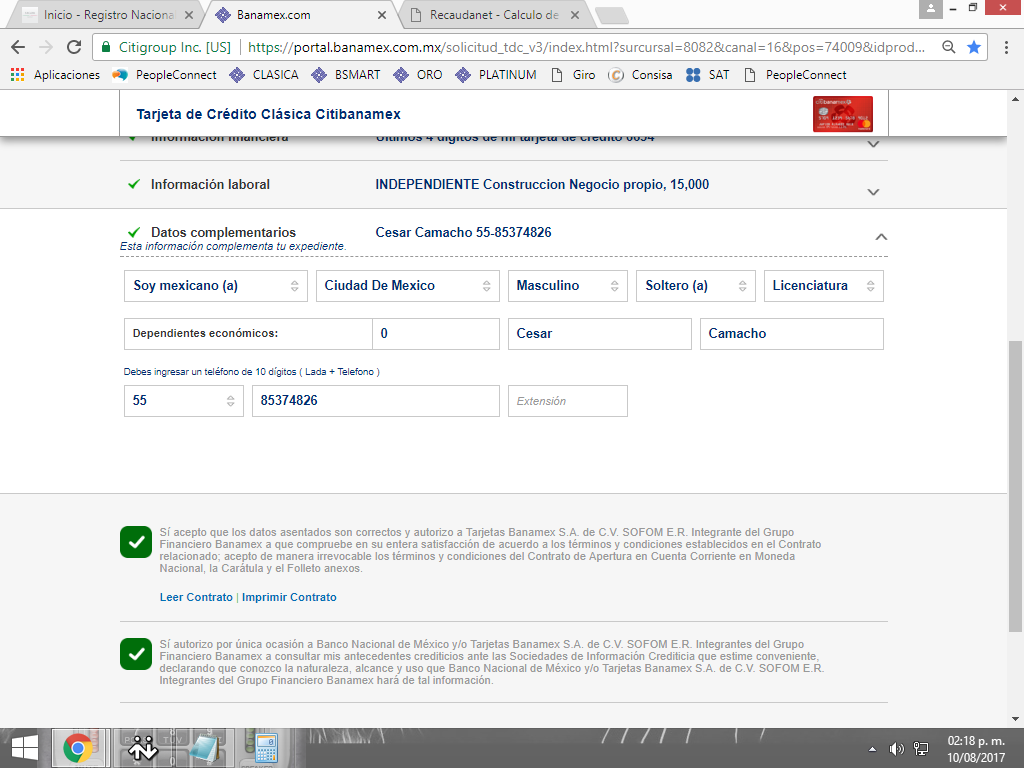 Inicio - Registro Naciona
Banamex.com
Recaudanet - Calculo de
Citigroup Inc. [US]
https://portal.banamex.com.mx/solicitud_tdc_v3/index.html?surcursal=8082&canal=16&pos=74009&idprod...
Aplicaciones
PeopleConnect
CLASICA
BSMART
ORO
PLATINUM
Giro
Consisa
SAT
PeopleConnect
Tarjeta de Crédito Clásica Citibanamex
Información financiera
Últimos 4 dígitos de mi tarjeta de crédito 6634
Información laboral
INDEPENDIENTE Construccion Negocio propio, 15,000
Datos complementarios
Cesar Camacho 55-85374826
Esta información complementa tu expediente.
Soy mexicano (a)
Ciudad De Mexico
Masculino
Soltero (a)
Licenciatura
Dependientes económicos:
0
Cesar
Camacho
Debes ingresar un teléfono de 10 dígitos ( Lada + Telefono )
55
85374826
Extensión
Sí acepto que los datos asentados son correctos y autorizo a Tarjetas Banamex S.A. de C.V. SOFOM E.R. Integrante del Grupo
Financiero Banamex a que compruebe en su entera satisfacción de acuerdo a los términos y condiciones establecidos en el Contrato
relacionado; acepto de manera irrevocable los términos y condiciones del Contrato de Apertura en Cuenta Corriente en Moneda
Nacional, la Carátula y el Folleto anexos.
Leer Contrato | Imprimir Contrato
Sí autorizo por única ocasión a Banco Nacional de México y/o Tarjetas Banamex S.A. de C.V. SOFOM E.R. Integrantes del Grupo
Financiero Banamex a consultar mis antecedentes crediticios ante las Sociedades de Información Crediticia que estime conveniente,
declarando que conozco la naturaleza, alcance y uso que Banco Nacional de México y/o Tarjetas Banamex S.A. de C.V. SOFOM E.R.
Integrantes del Grupo Financiero Banamex hará de tal información.
02:18 p. m.
10/08/2017